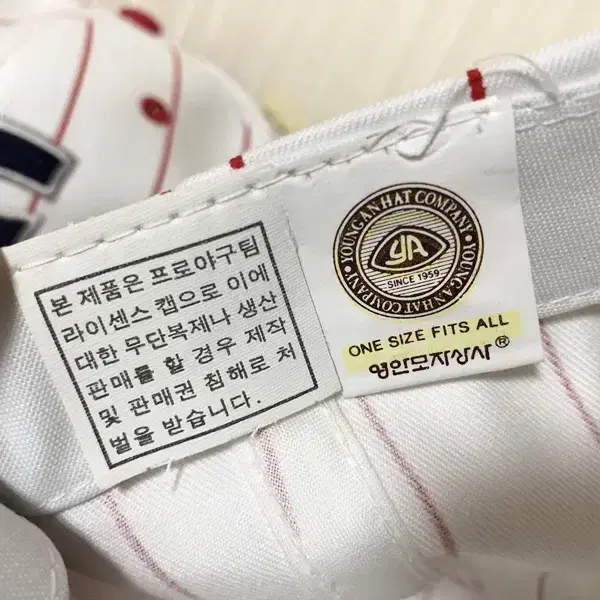 본 제품은 프로야구팀
라이센스 캡으로 이에
대한 무단복제나 생산
판매를 할 경우 제작
및 판매권 침해로 처
벌을 받습니다.
YOUNG AN HAT COMPANY · YOUNG AN HAT COMPANY ·
YA
SINCE 1959
ONE SIZE FITS ALL
영안모자상사®